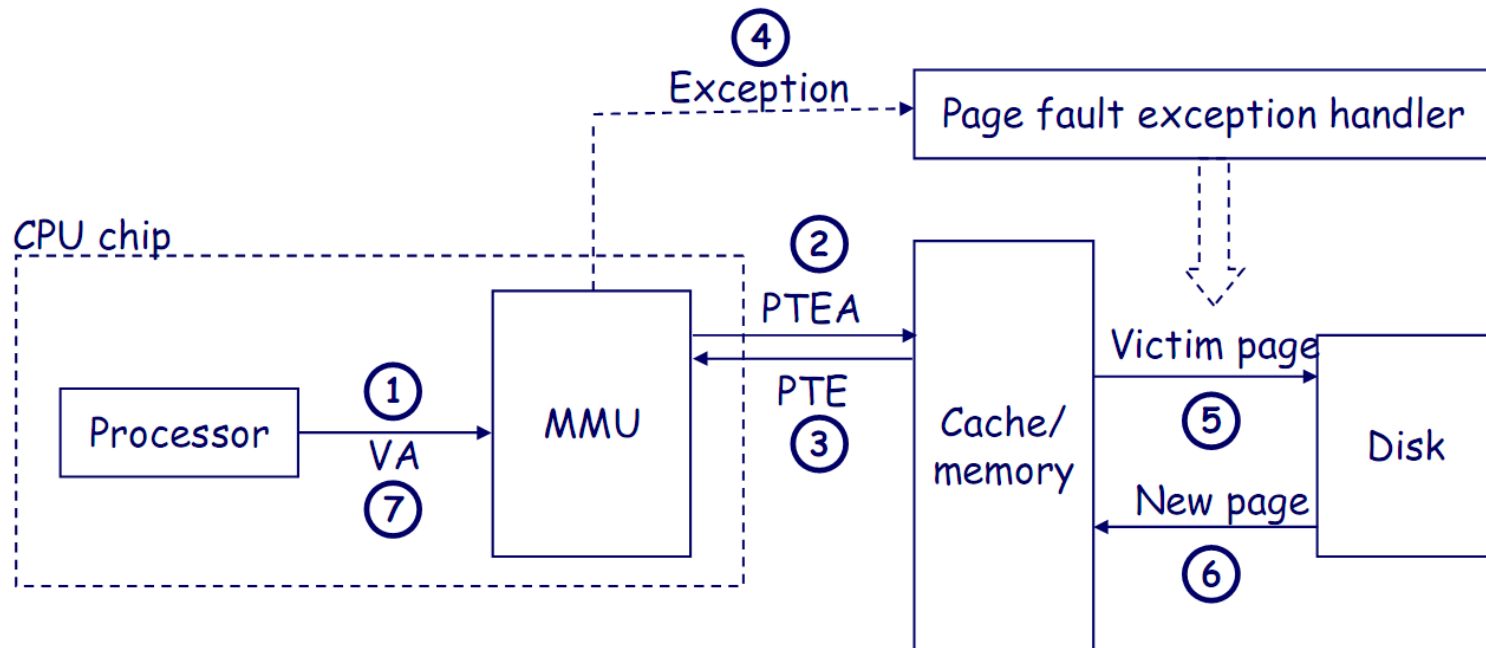 4
Exception
Page fault exception handler
CPU chip
2
PTEA
Victim page
1
PTE
5
Processor
VA
MMU
3
Cache/
memory
Disk
7
New page
6